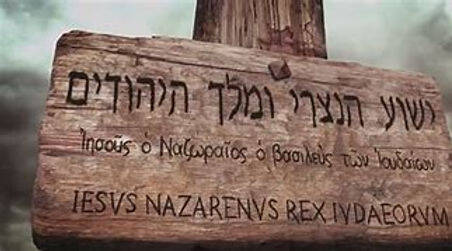 ישוע הנצרי ומלך היהודים
Ἰησοῦς ὁ Ναζωραῖος ὁ βασιλεὺς τῶν Ἰουδαίων
IESVS NAZARENVS REX IVDAEORVM